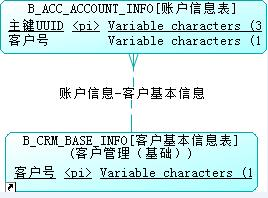 B_ACC_ACCOUNT_INFO[账户信息表]
主键UUID <pi> Variable characters (3
客户号 Variable characters (1
账户信息-客户基本信息
B_CRM_BASE_INFO[客户基本信息表]
(客户管理（基础）)
客户号 <pi> Variable characters (1